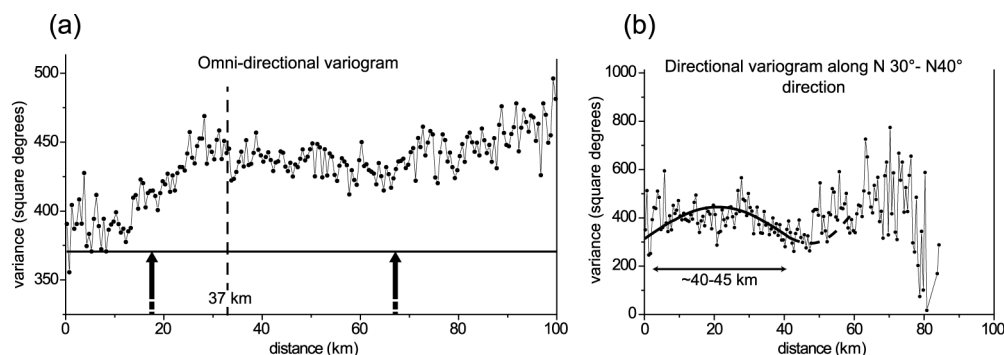 (a)
Omni-directional variogram
500
450
400
350
variance (square degrees)
37 km
0 20 40 60 80 100
distance (km)
(b)
Directional variogram along N 30°- N40°
direction
1000
800
600
400
200
0
variance (square degrees)
~40-45 km
0 20 40 60 80 100
distance (km)